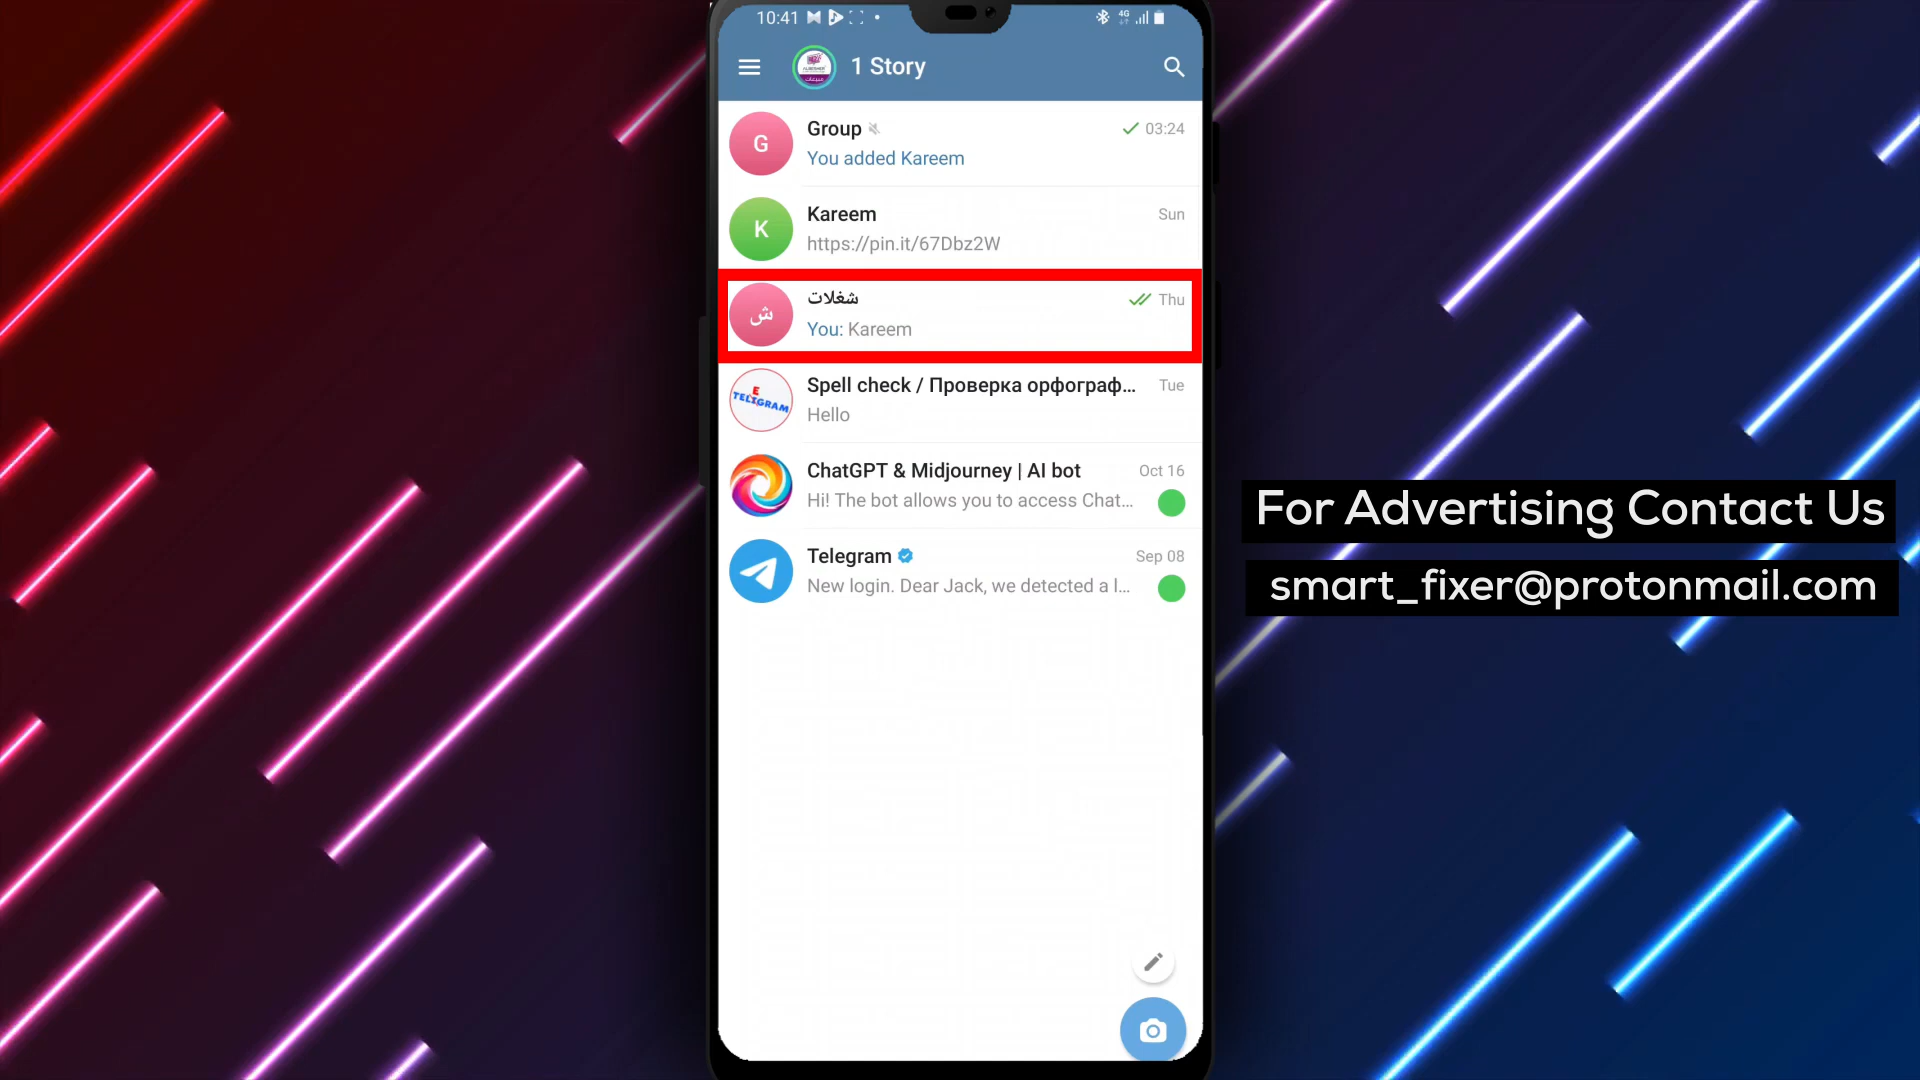 10:41
4G
1 Story
G
Group
03:24
You added Kareem
K
Kareem
Sun
https://pin.it/67Dbz2W
ش
شغلات
Thu
You: Kareem
E
TELIGRAM
Spell check / Проверка орфограф...
Tue
Hello
ChatGPT & Midjourney | AI bot
Oct 16
Hi! The bot allows you to access Chat...
Telegram
Sep 08
New login. Dear Jack, we detected a l...
For Advertising Contact Us
smart_fixer@protonmail.com